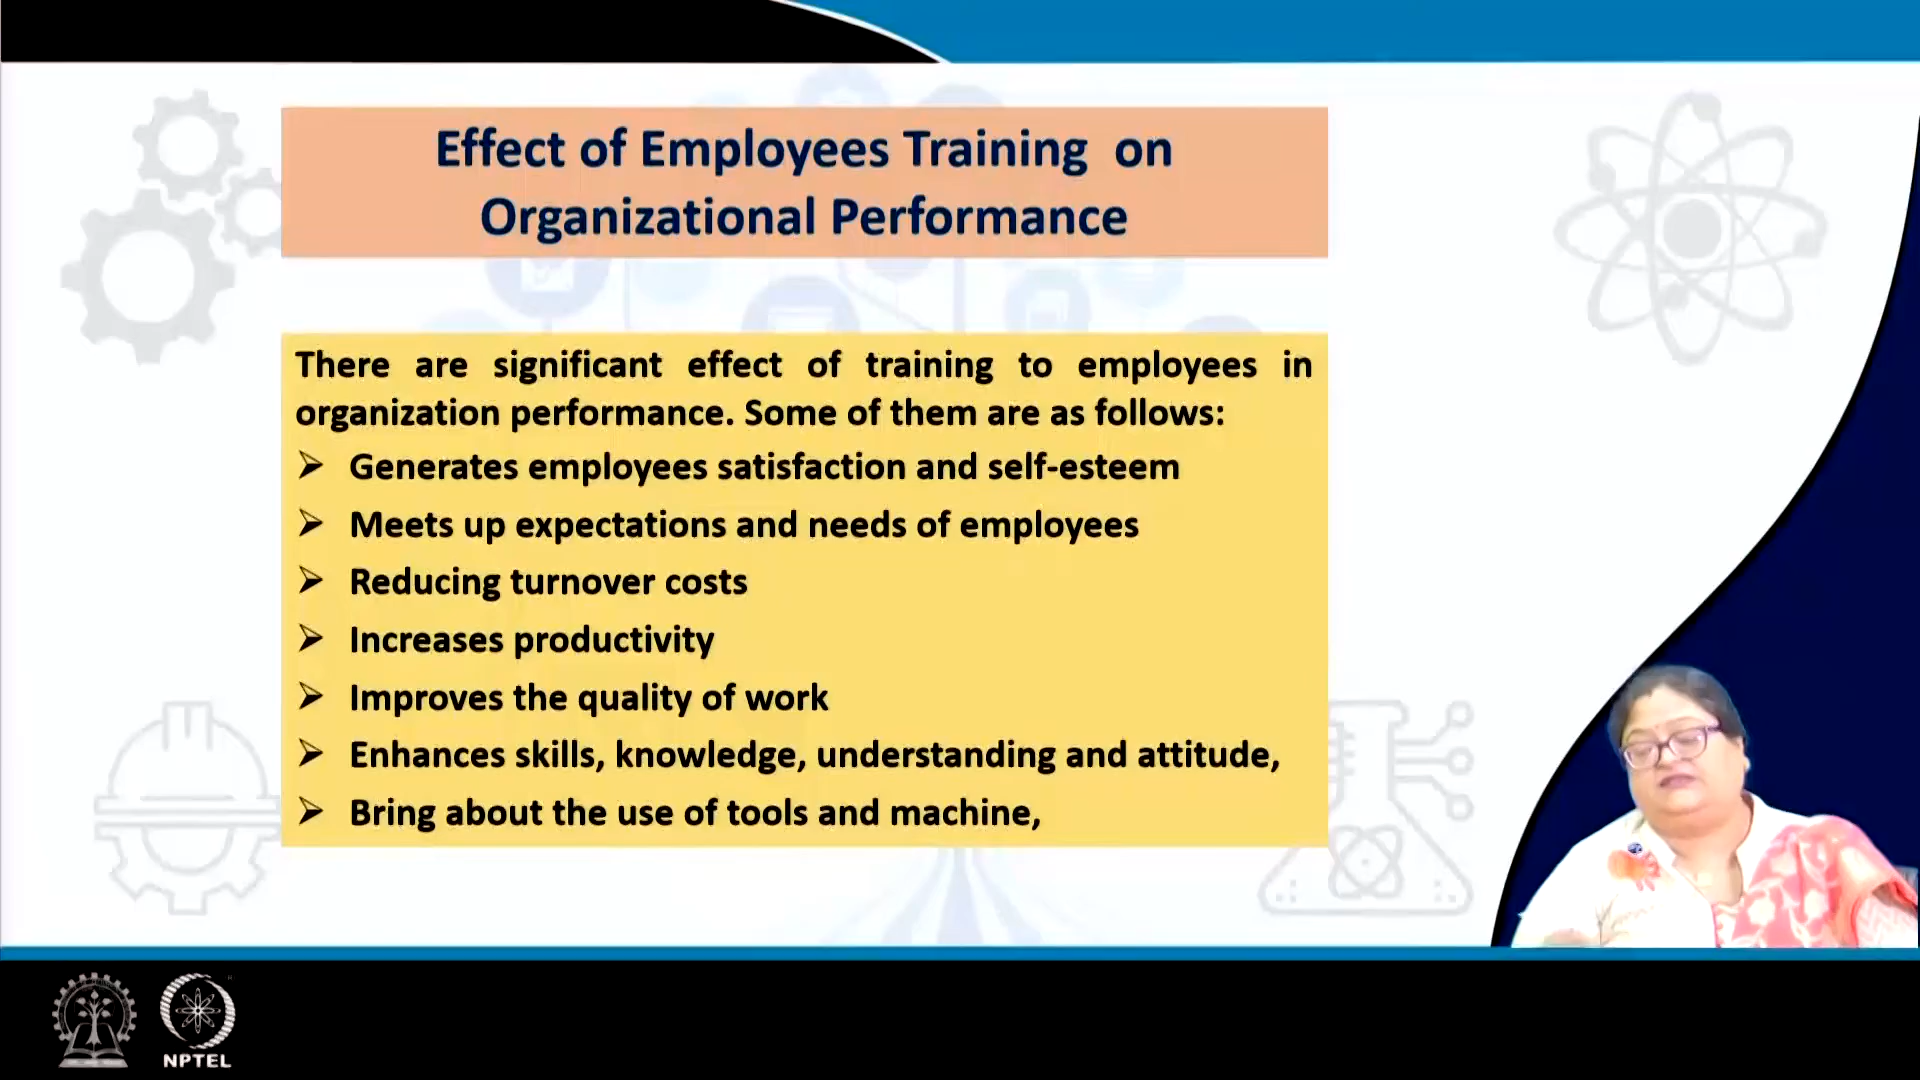 Effect of Employees Training on
Organizational Performance
There are significant effect of training to employees in
organization performance. Some of them are as follows:
➢ Generates employees satisfaction and self-esteem
➢ Meets up expectations and needs of employees
➢ Reducing turnover costs
➢ Increases productivity
➢ Improves the quality of work
➢ Enhances skills, knowledge, understanding and attitude,
➢ Bring about the use of tools and machine,
NPTEL